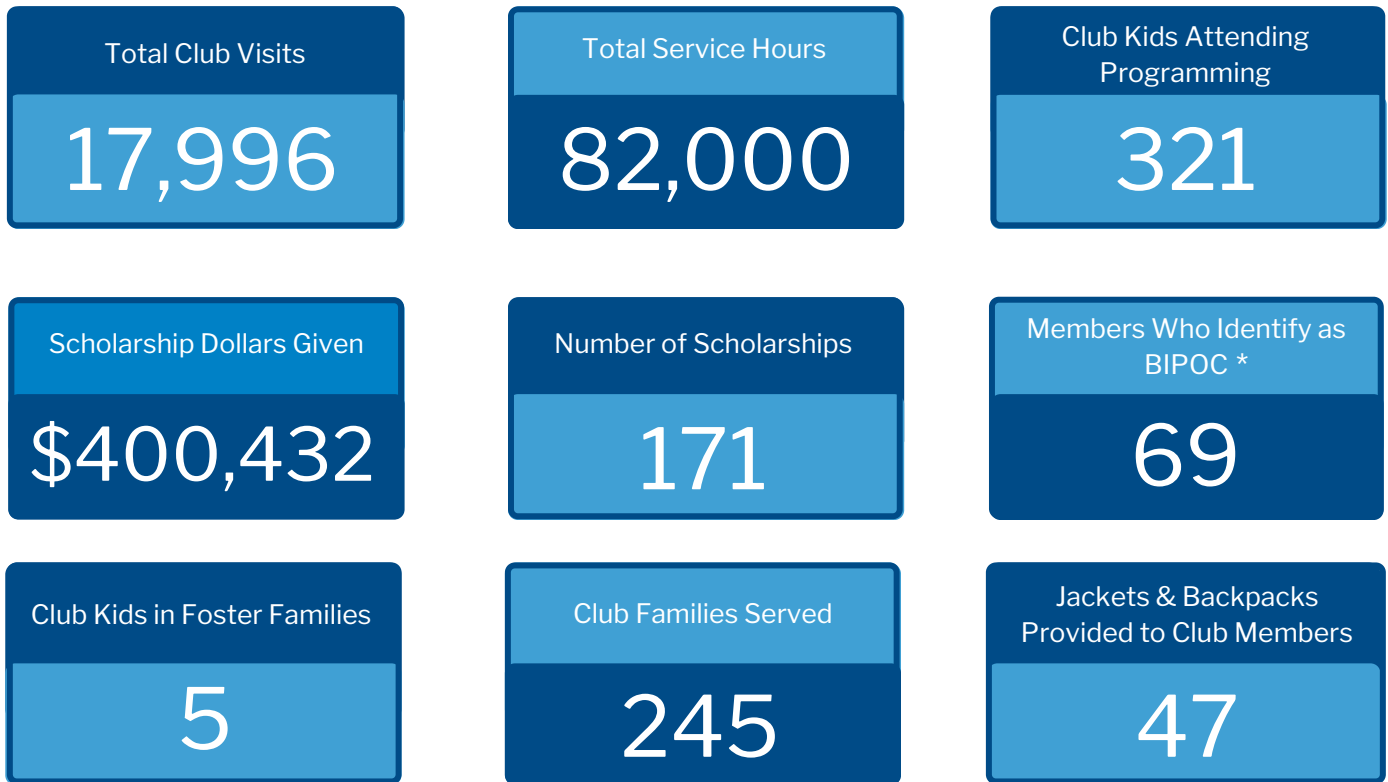 Total Club Visits
17,996
Total Service Hours
82,000
Club Kids Attending
Programming
321
Scholarship Dollars Given
$400,432
Number of Scholarships
171
Members Who Identify as
BIPOC *
69
Club Kids in Foster Families
5
Club Families Served
245
Jackets & Backpacks
Provided to Club Members
47